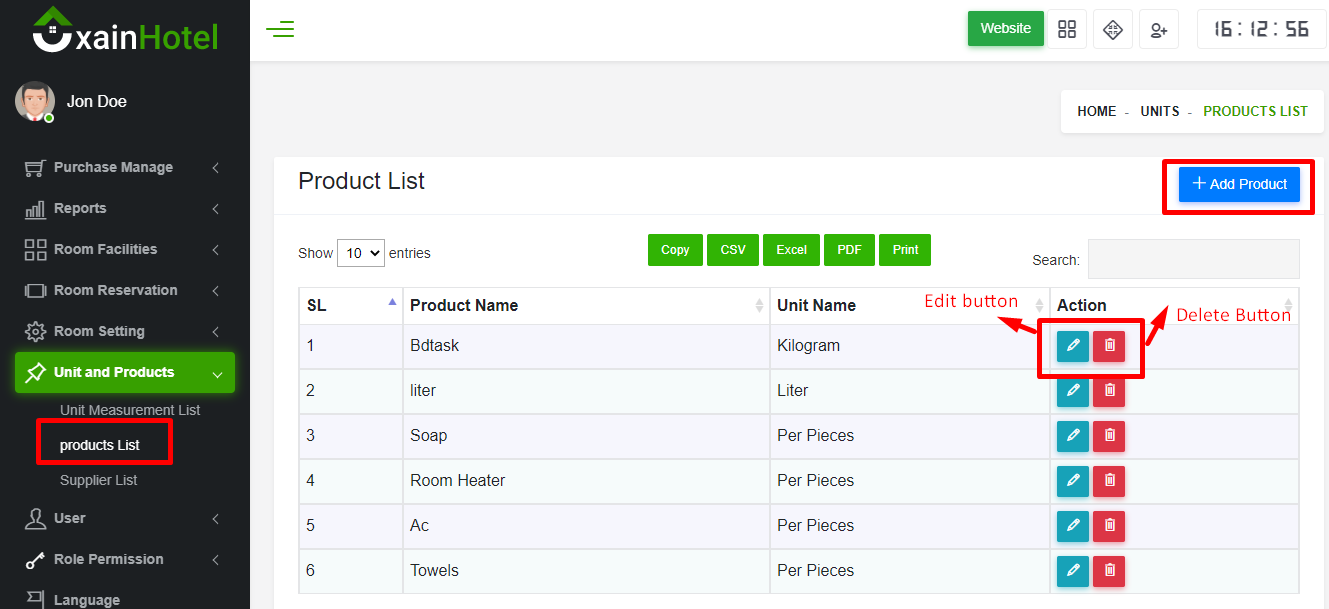 xainHotel
Website
16:12:56
Jon Doe
HOME - UNITS - PRODUCTS LIST
Purchase Manage
Reports
Room Facilities
Room Reservation
Room Setting
Unit and Products
Unit Measurement List
products List
Supplier List
User
Role Permission
Language
Product List
+ Add Product
Show 10 entries
Copy CSV Excel PDF Print
Search:
SL Product Name Unit Name Action
Edit button
Delete Button
1 Bdtask Kilogram
2 liter Liter
3 Soap Per Pieces
4 Room Heater Per Pieces
5 Ac Per Pieces
6 Towels Per Pieces